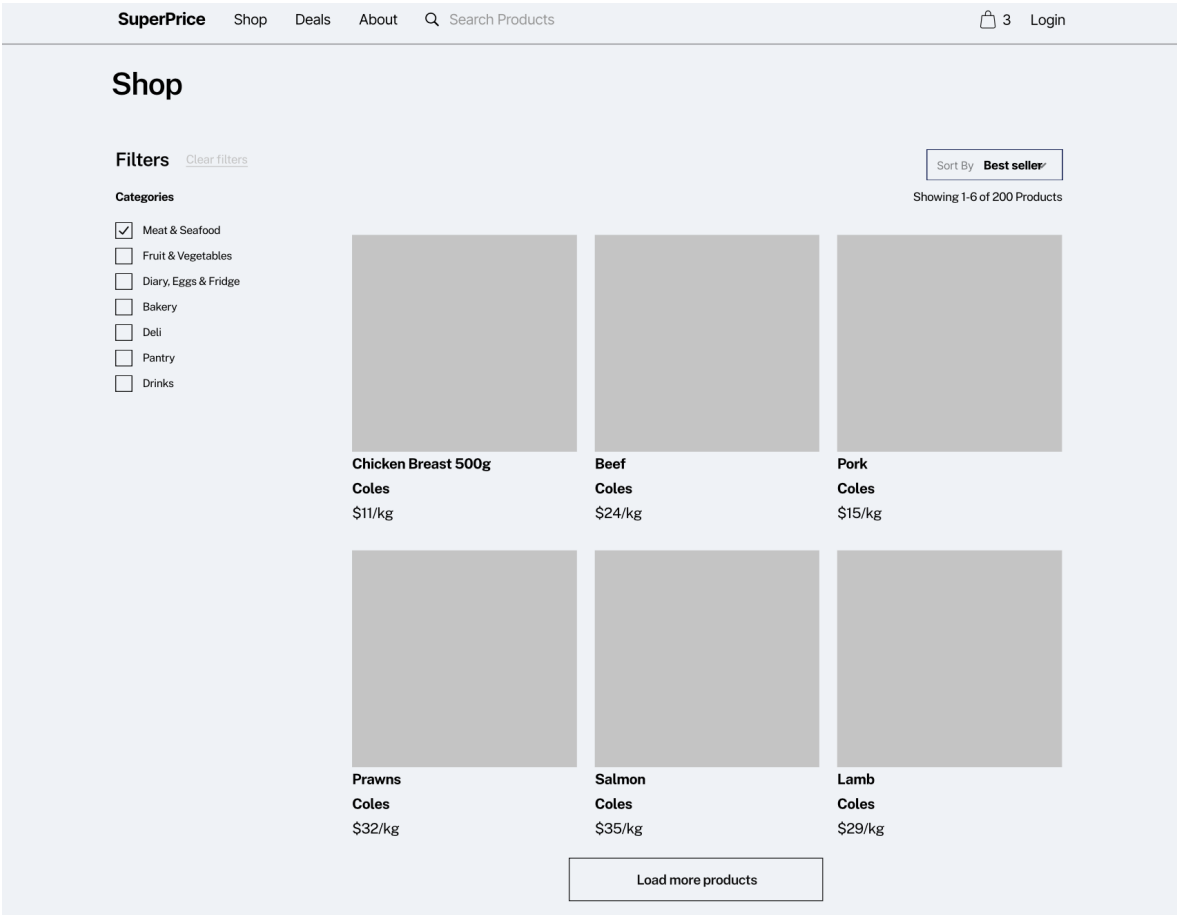 SuperPrice Shop Deals About Search Products 3 Login
Shop
Filters Clear filters
Sort By Best seller
Categories
Showing 1-6 of 200 Products
Meat & Seafood
Fruit & Vegetables
Diary, Eggs & Fridge
Bakery
Deli
Pantry
Drinks
Chicken Breast 500g
Coles
$11/kg
Beef
Coles
$24/kg
Pork
Coles
$15/kg
Prawns
Coles
$32/kg
Salmon
Coles
$35/kg
Lamb
Coles
$29/kg
Load more products